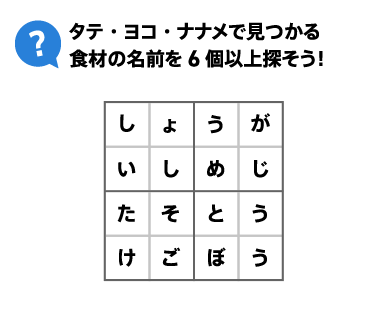 ?
タテ・ヨコ・ナナメで見つかる
食材の名前を6個以上探そう!
しょうが
いしめじ
たそとう
けごぼう